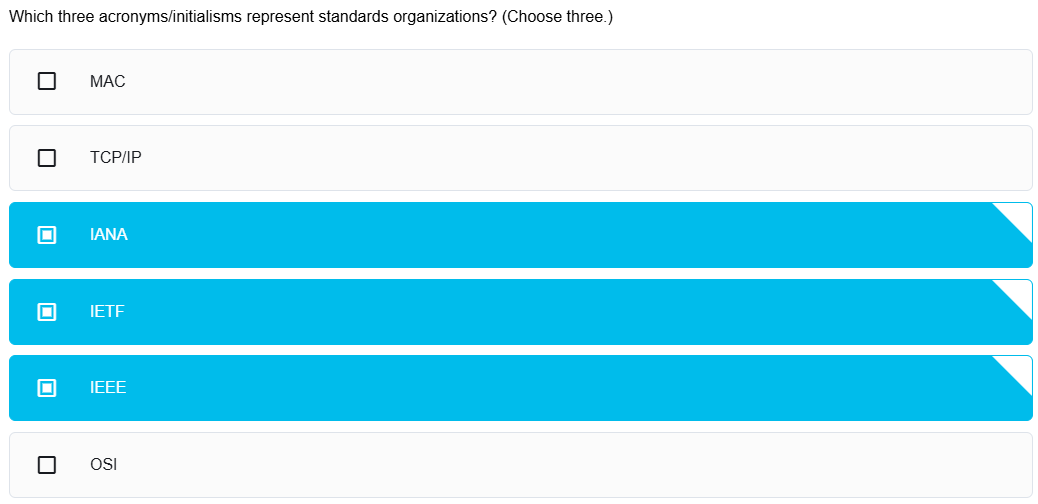 Which three acronyms/initialisms represent standards organizations? (Choose three.)
MAC
TCP/IP
IANA
IETF
IEEE
OSI